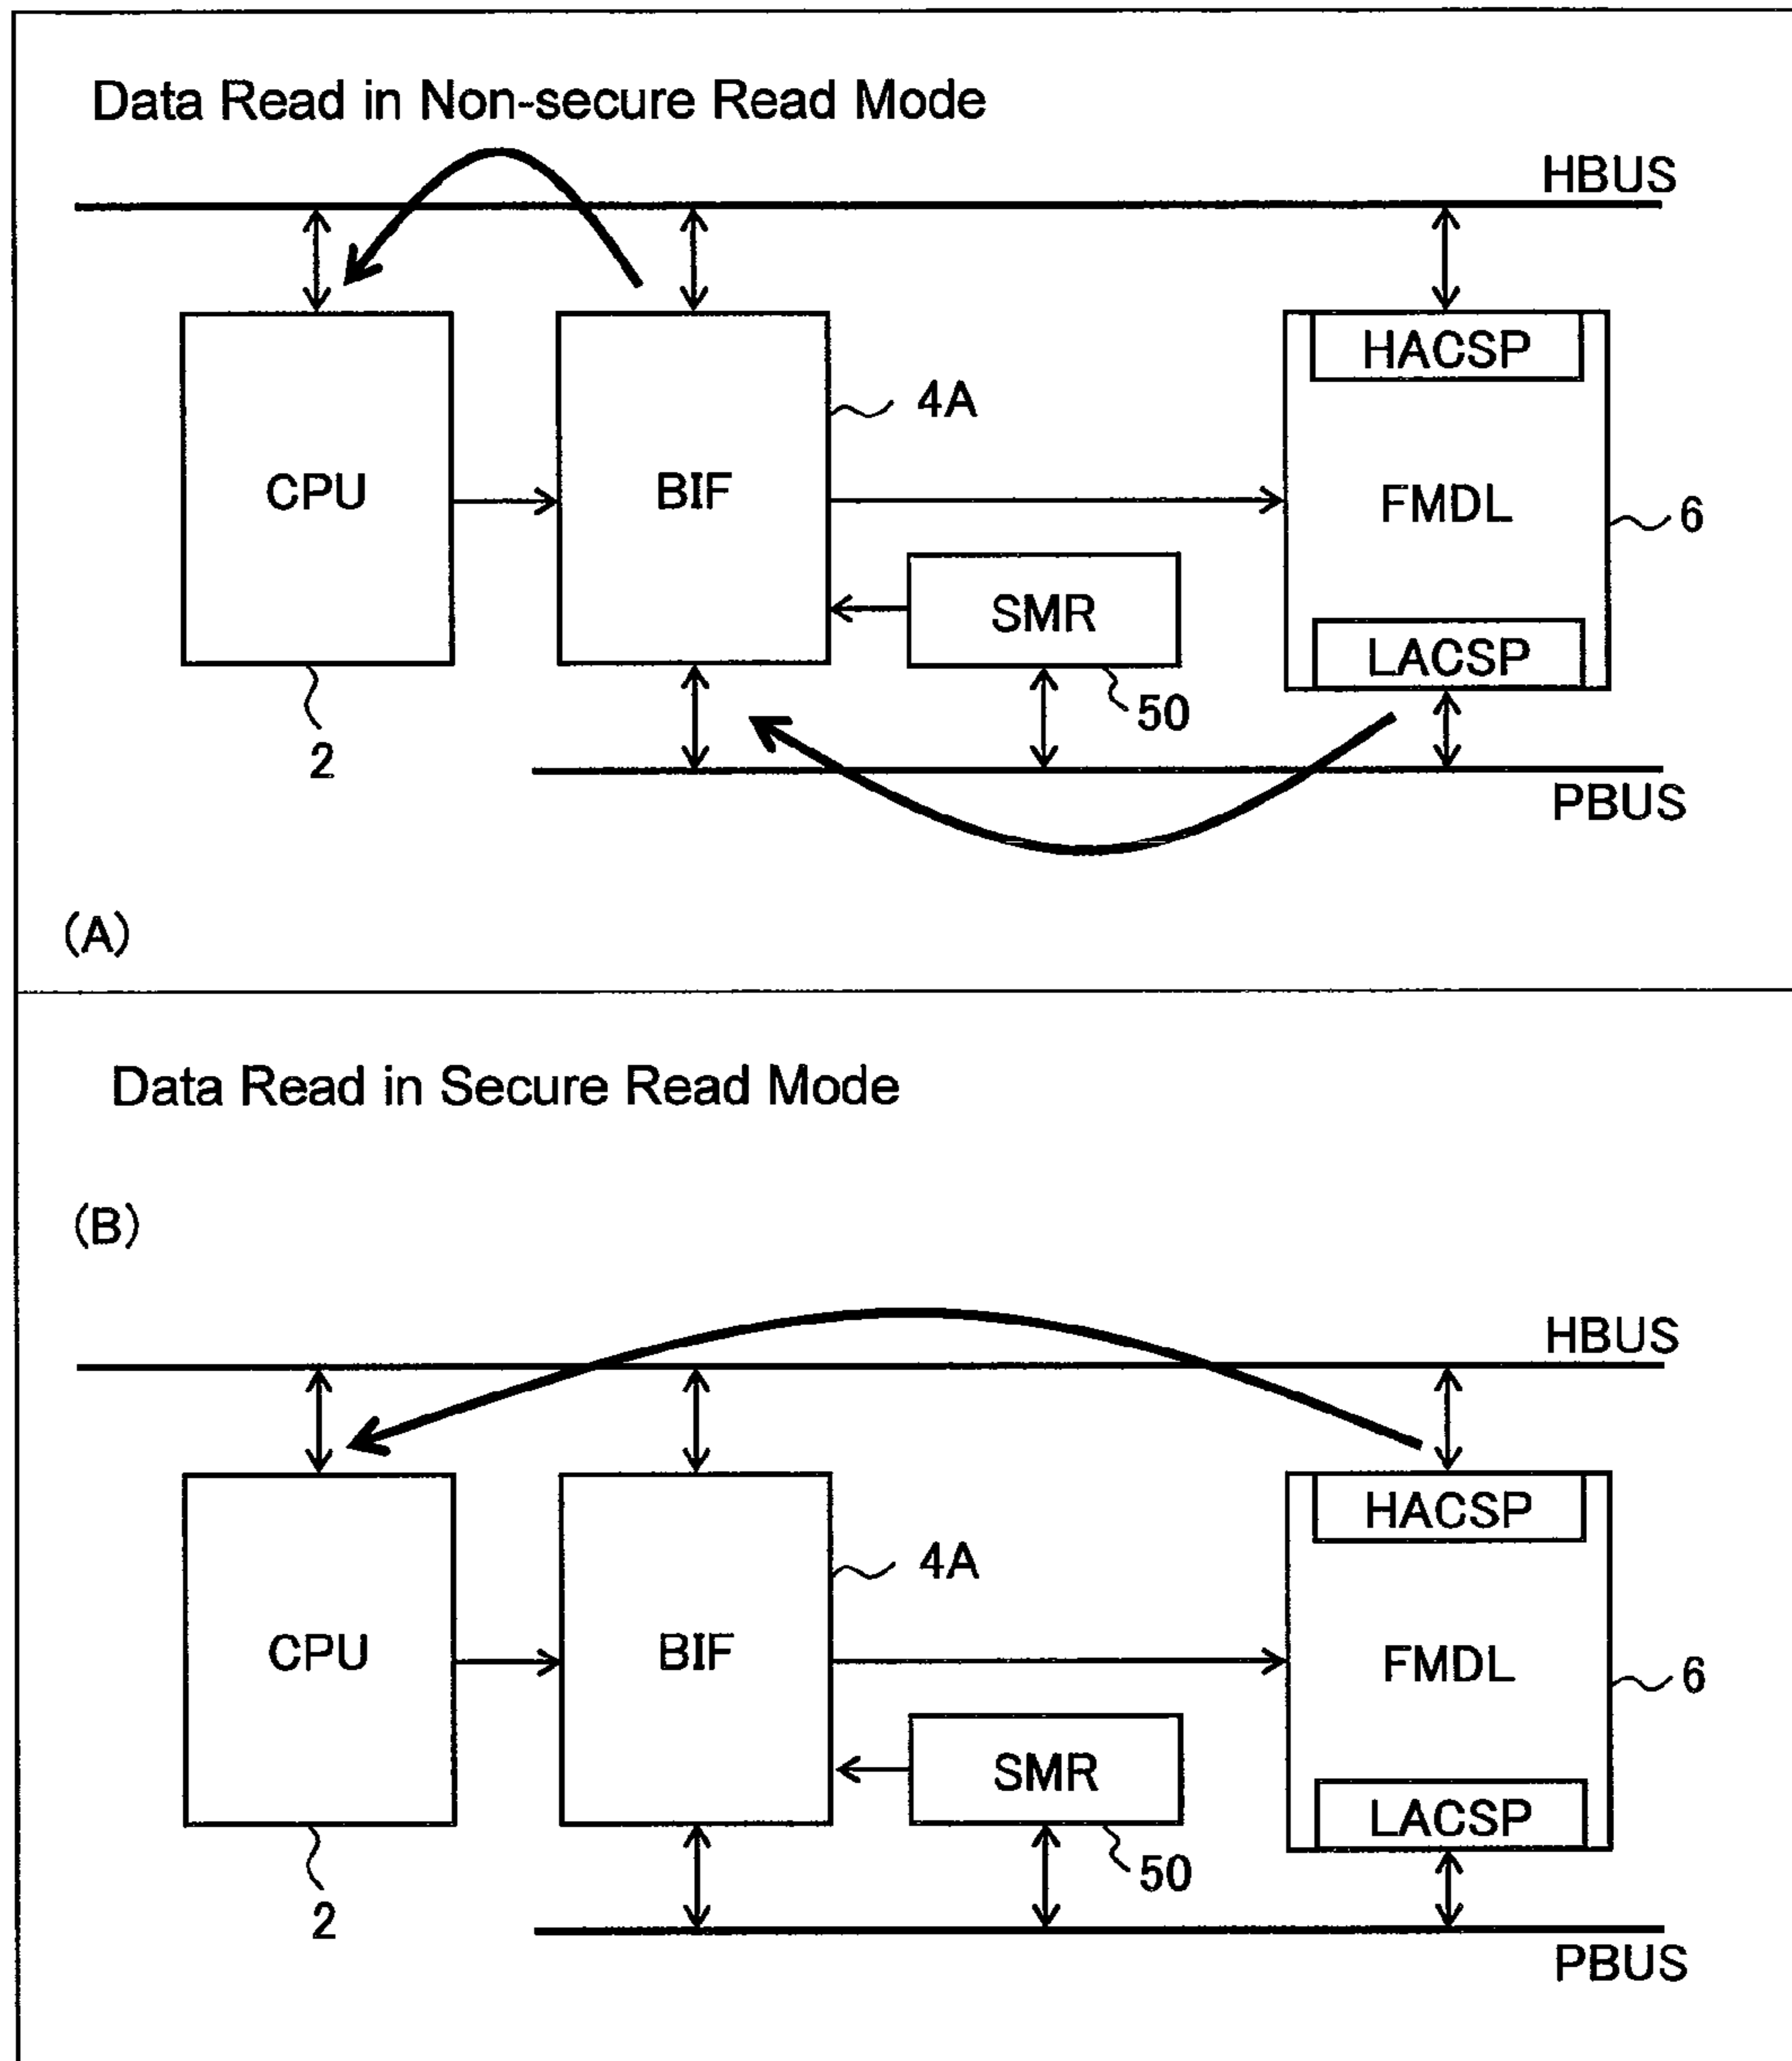 Data Read in Non-secure Read Mode
HBUS
HACSP
4A
CPU
BIF
FMDL
6
SMR
LACSP
50
2
PBUS
(A)
Data Read in Secure Read Mode
(B)
HBUS
HACSP
4A
CPU
BIF
FMDL
6
SMR
LACSP
50
2
PBUS